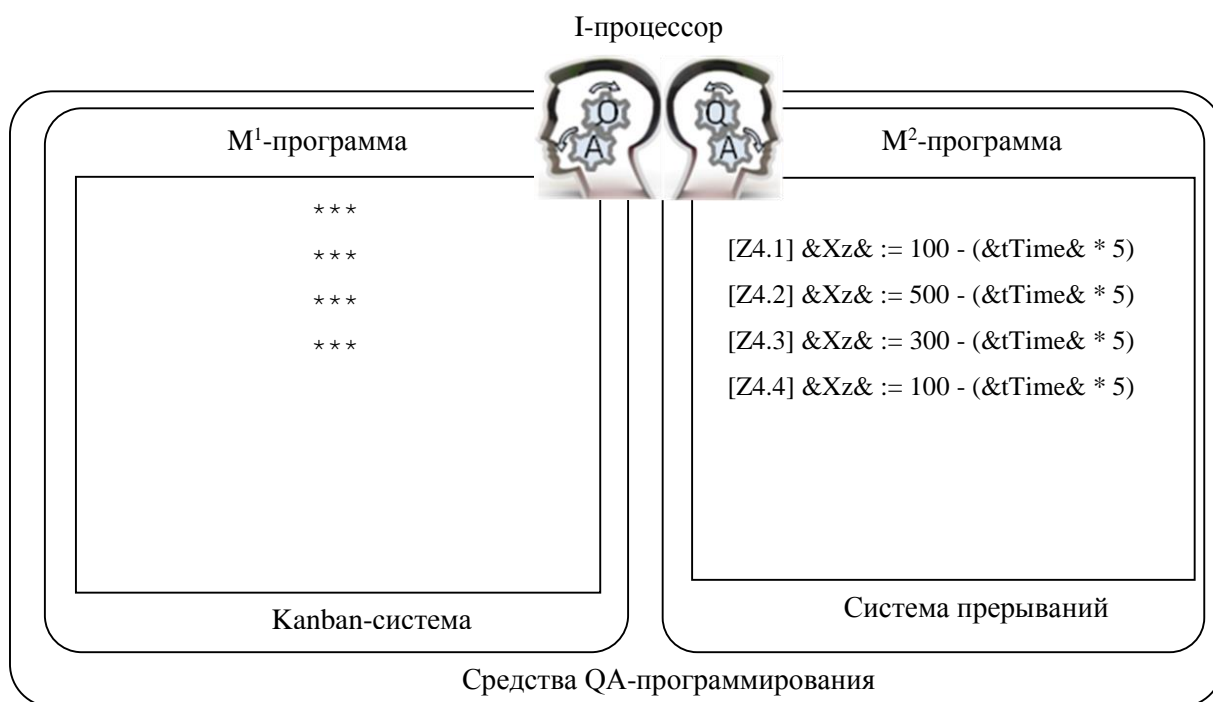 I-процессор
Q
A
Q
A
M¹-программа
***
***
***
***
Kanban-система
M²-программа
[Z4.1] &Xz& := 100 - (&tTime& * 5)
[Z4.2] &Xz& := 500 - (&tTime& * 5)
[Z4.3] &Xz& := 300 - (&tTime& * 5)
[Z4.4] &Xz& := 100 - (&tTime& * 5)
Система прерываний
Средства QA-программирования